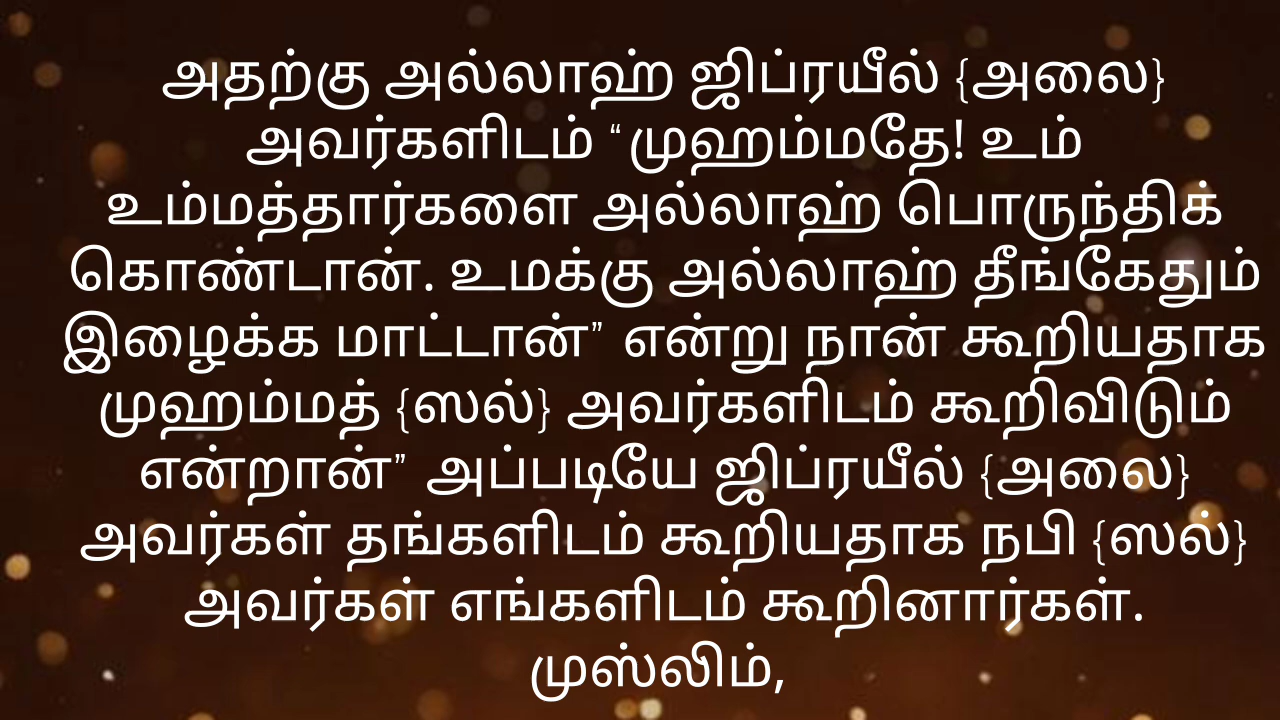 அதற்கு அல்லாஹ் ஜிப்ரயீல் {அலை}
அவர்களிடம் “முஹம்மதே! உம்
உம்மத்தார்களை அல்லாஹ் பொருந்திக்
கொண்டான். உமக்கு அல்லாஹ் தீங்கேதும்
இழைக்க மாட்டான்” என்று நான் கூறியதாக
முஹம்மத் {ஸல்} அவர்களிடம் கூறிவிடும்
என்றான்” அப்படியே ஜிப்ரயீல் {அலை}
அவர்கள் தங்களிடம் கூறியதாக நபி {ஸல்}
அவர்கள் எங்களிடம் கூறினார்கள்.
முஸ்லிம்,